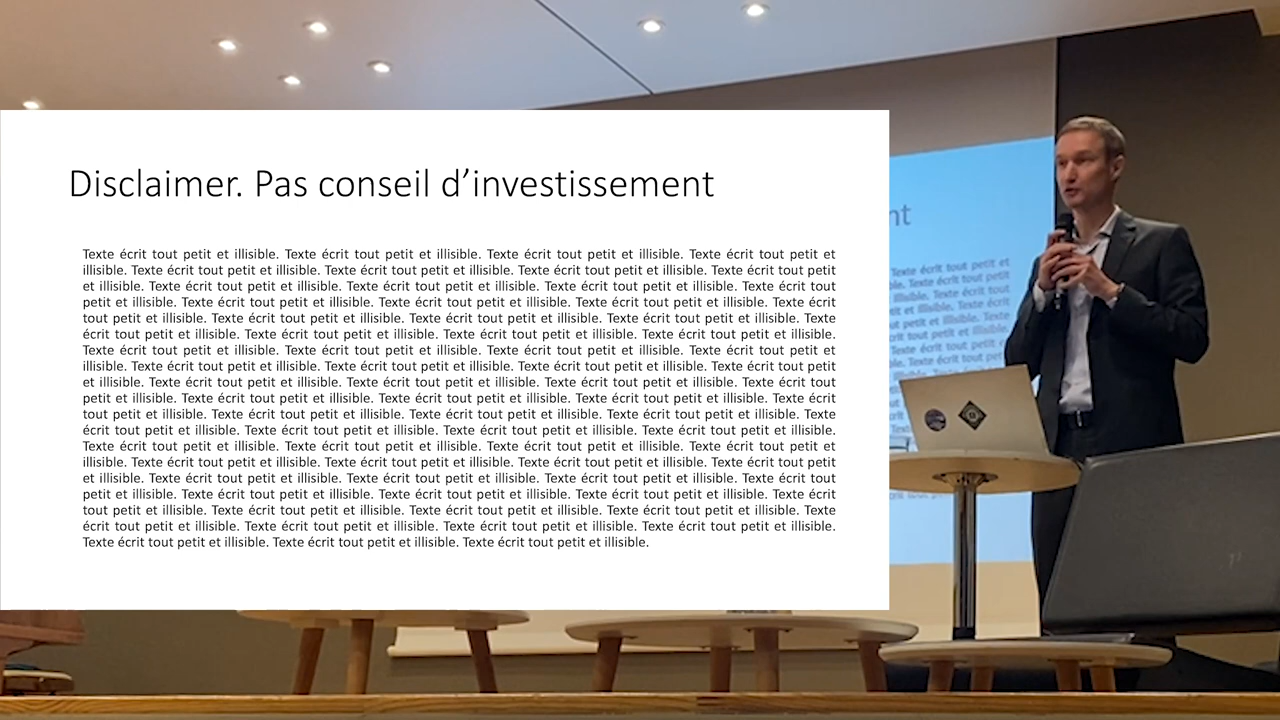 Disclaimer. Pas conseil d’investissement
Texte écrit tout petit et illisible. Texte écrit tout petit et illisible. Texte écrit tout petit et illisible. Texte écrit tout petit et
illisible. Texte écrit tout petit et illisible. Texte écrit tout petit et illisible. Texte écrit tout petit et illisible. Texte écrit tout petit
et illisible. Texte écrit tout petit et illisible. Texte écrit tout petit et illisible. Texte écrit tout petit et illisible. Texte écrit tout
petit et illisible. Texte écrit tout petit et illisible. Texte écrit tout petit et illisible. Texte écrit tout petit et illisible. Texte écrit
tout petit et illisible. Texte écrit tout petit et illisible. Texte écrit tout petit et illisible. Texte écrit tout petit et illisible. Texte
écrit tout petit et illisible. Texte écrit tout petit et illisible. Texte écrit tout petit et illisible. Texte écrit tout petit et illisible.
Texte écrit tout petit et illisible. Texte écrit tout petit et illisible. Texte écrit tout petit et illisible. Texte écrit tout petit et
illisible. Texte écrit tout petit et illisible. Texte écrit tout petit et illisible. Texte écrit tout petit et illisible. Texte écrit tout petit
et illisible. Texte écrit tout petit et illisible. Texte écrit tout petit et illisible. Texte écrit tout petit et illisible. Texte écrit tout
petit et illisible. Texte écrit tout petit et illisible. Texte écrit tout petit et illisible. Texte écrit tout petit et illisible. Texte écrit
tout petit et illisible. Texte écrit tout petit et illisible. Texte écrit tout petit et illisible. Texte écrit tout petit et illisible. Texte
écrit tout petit et illisible. Texte écrit tout petit et illisible. Texte écrit tout petit et illisible. Texte écrit tout petit et illisible.
Texte écrit tout petit et illisible. Texte écrit tout petit et illisible. Texte écrit tout petit et illisible. Texte écrit tout petit et
illisible. Texte écrit tout petit et illisible. Texte écrit tout petit et illisible. Texte écrit tout petit et illisible. Texte écrit tout petit
et illisible. Texte écrit tout petit et illisible. Texte écrit tout petit et illisible. Texte écrit tout petit et illisible. Texte écrit tout
petit et illisible. Texte écrit tout petit et illisible. Texte écrit tout petit et illisible. Texte écrit tout petit et illisible. Texte écrit
tout petit et illisible. Texte écrit tout petit et illisible. Texte écrit tout petit et illisible. Texte écrit tout petit et illisible. Texte
écrit tout petit et illisible. Texte écrit tout petit et illisible. Texte écrit tout petit et illisible. Texte écrit tout petit et illisible.
Texte écrit tout petit et illisible. Texte écrit tout petit et illisible. Texte écrit tout petit et illisible.
nt
Texte écrit tout petit et